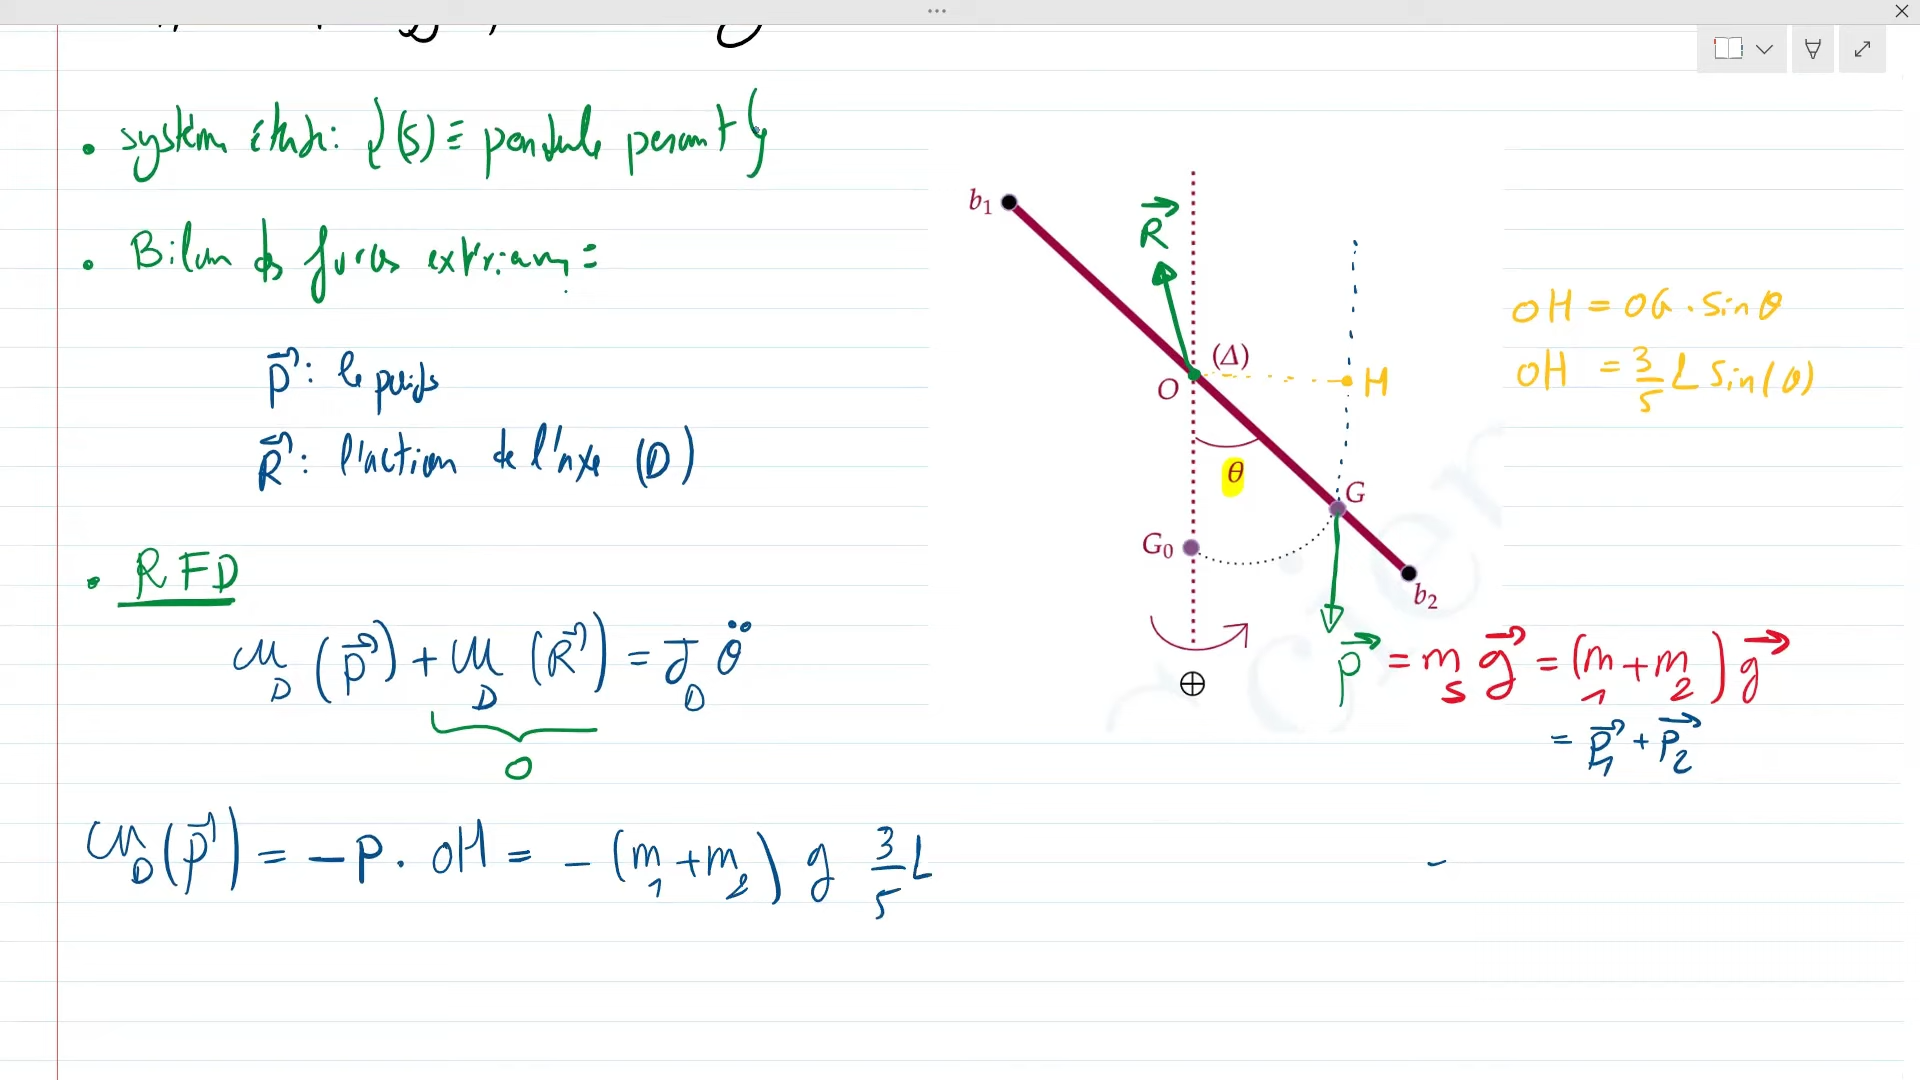 • système étudié : {(S) ≡ pendule pesant}
• Bilan des forces extérieures :
P⃗ : le poids
R⃗ : l'action de l'axe (Δ)
• RFD
M_Δ (P⃗) + M_Δ (R⃗) = J_Δ θ̈
0
M_Δ (P⃗) = -P . OH = - (m₁ + m₂) g 3/5 L
-
b₁
R⃗
(Δ)
O
H
θ
G
G₀
b₂
⊕
OH = OG . sin θ
OH = 3/5 L sin(θ)
P⃗ = m_S g⃗ = (m₁ + m₂) g⃗
= P⃗₁ + P⃗₂